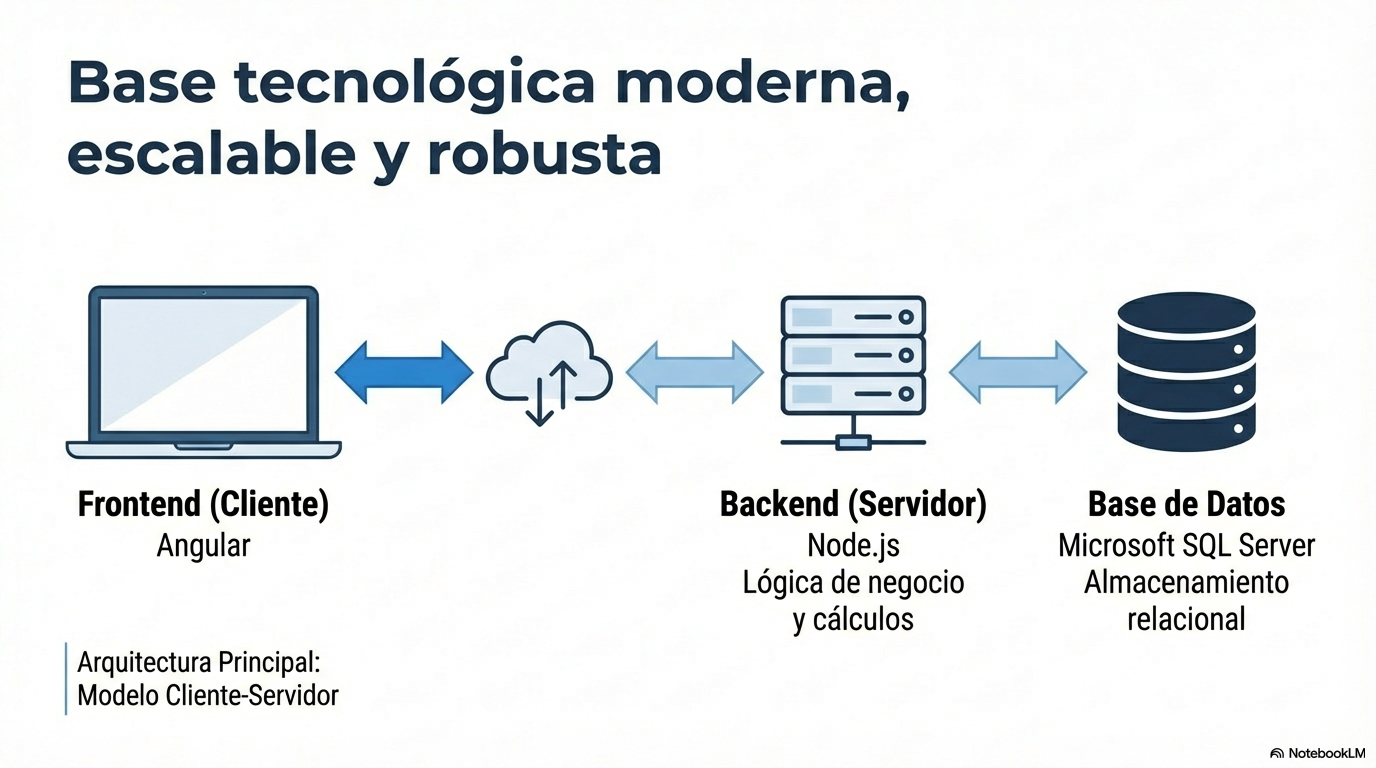 Base tecnológica moderna,
escalable y robusta
Frontend (Cliente)
Angular
Backend (Servidor)
Node.js
Lógica de negocio
y cálculos
Base de Datos
Microsoft SQL Server
Almacenamiento
relacional
Arquitectura Principal:
Modelo Cliente-Servidor
NotebookLM